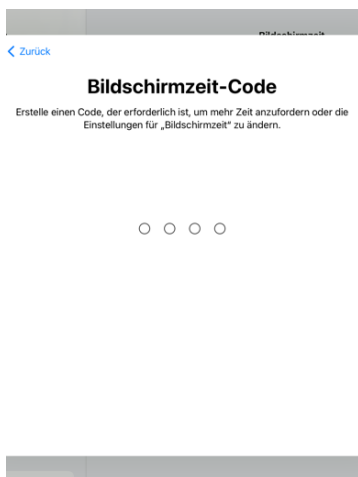 Bildschirmzeit
Zurück
Bildschirmzeit-Code
Erstelle einen Code, der erforderlich ist, um mehr Zeit anzufordern oder die
Einstellungen für „Bildschirmzeit“ zu ändern.